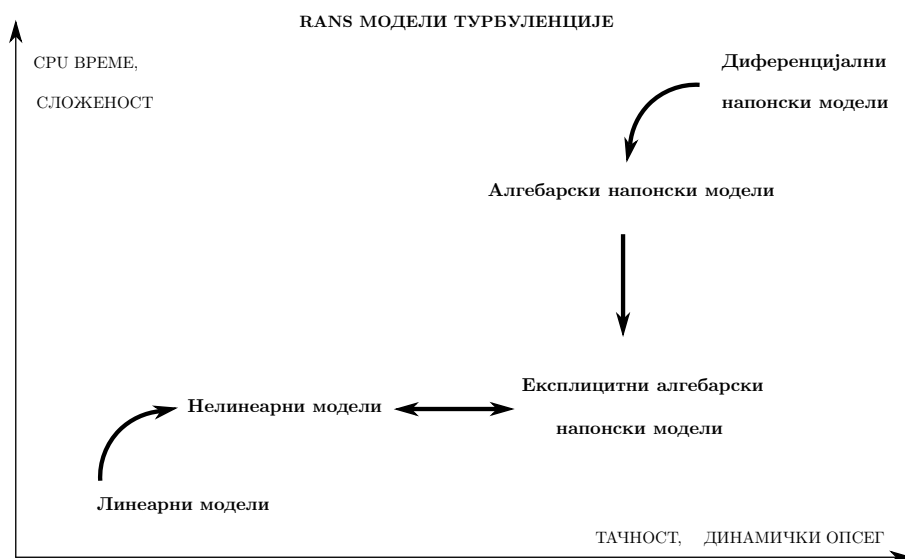 RANS МОДЕЛИ ТУРБУЛЕНЦИЈЕ
CPU ВРЕМЕ,
СЛОЖЕНОСТ
Диференцијални
напонски модели
Алгебарски напонски модели
Експлицитни алгебарски
напонски модели
Нелинеарни модели
Линеарни модели
ТАЧНОСТ, ДИНАМИЧКИ ОПСЕГ